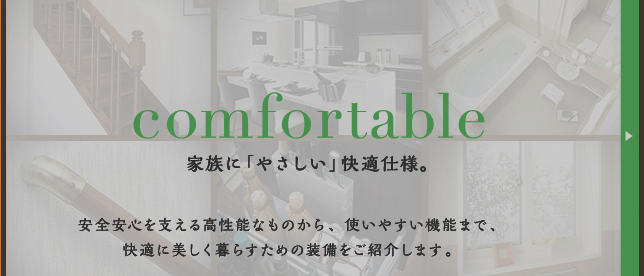 comfortable
家族に「やさしい」快適仕様。
安全安心を支える高性能なものから、使いやすい機能まで、
快適に美しく暮らすための装備をご紹介します。